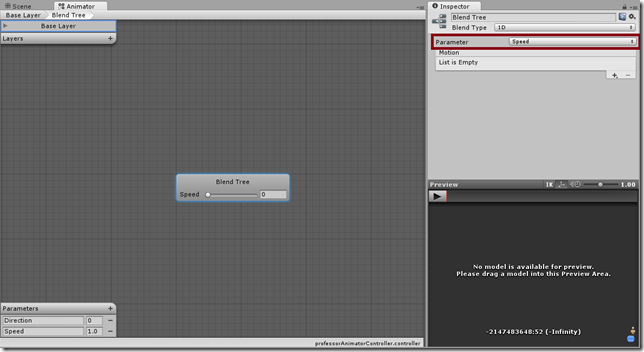 Scene
Animator
Base Layer
Blend Tree
Base Layer
Layers
+
Blend Tree
Speed
0
Parameters
+
Direction
0
−
Speed
1.0
−
professorAnimatorController.controller
Inspector
Blend Tree
Blend Type
1D
Parameter
Speed
Motion
List is Empty
+
−
Preview
IK
1.00
No model is available for preview.
Please drag a model into this Preview Area.
-2147483648:52 (-Infinity)